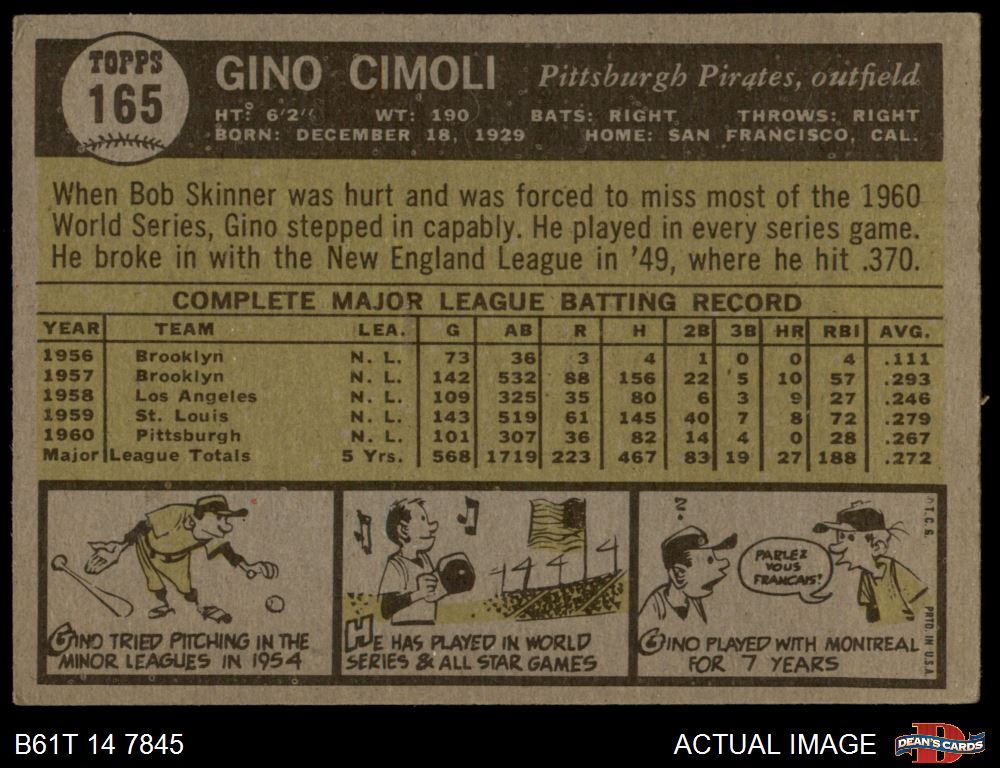 TOPPS
165
GINO CIMOLI Pittsburgh Pirates, outfield
HT: 6'2" WT: 190 BATS: RIGHT THROWS: RIGHT
BORN: DECEMBER 18, 1929 HOME: SAN FRANCISCO, CAL.
When Bob Skinner was hurt and was forced to miss most of the 1960
World Series, Gino stepped in capably. He played in every series game.
He broke in with the New England League in '49, where he hit .370.
COMPLETE MAJOR LEAGUE BATTING RECORD
YEAR TEAM LEA. G AB R H 2B 3B HR RBI AVG.
1956 Brooklyn N. L. 73 36 3 4 1 0 0 4 .111
1957 Brooklyn N. L. 142 532 88 156 22 5 10 57 .293
1958 Los Angeles N. L. 109 325 35 80 6 3 9 27 .246
1959 St. Louis N. L. 143 519 61 145 40 7 8 72 .279
1960 Pittsburgh N. L. 101 307 36 82 14 4 0 28 .267
Major League Totals 5 Yrs. 568 1719 223 467 83 19 27 188 .272
GINO TRIED PITCHING IN THE
MINOR LEAGUES IN 1954
HE HAS PLAYED IN WORLD
SERIES & ALL STAR GAMES
PARLEZ
VOUS
FRANCAIS?
GINO PLAYED WITH MONTREAL
FOR 7 YEARS
T.C.G.
PRTD. IN U.S.A.
B61T 14 7845
ACTUAL IMAGE
DEAN'S CARDS